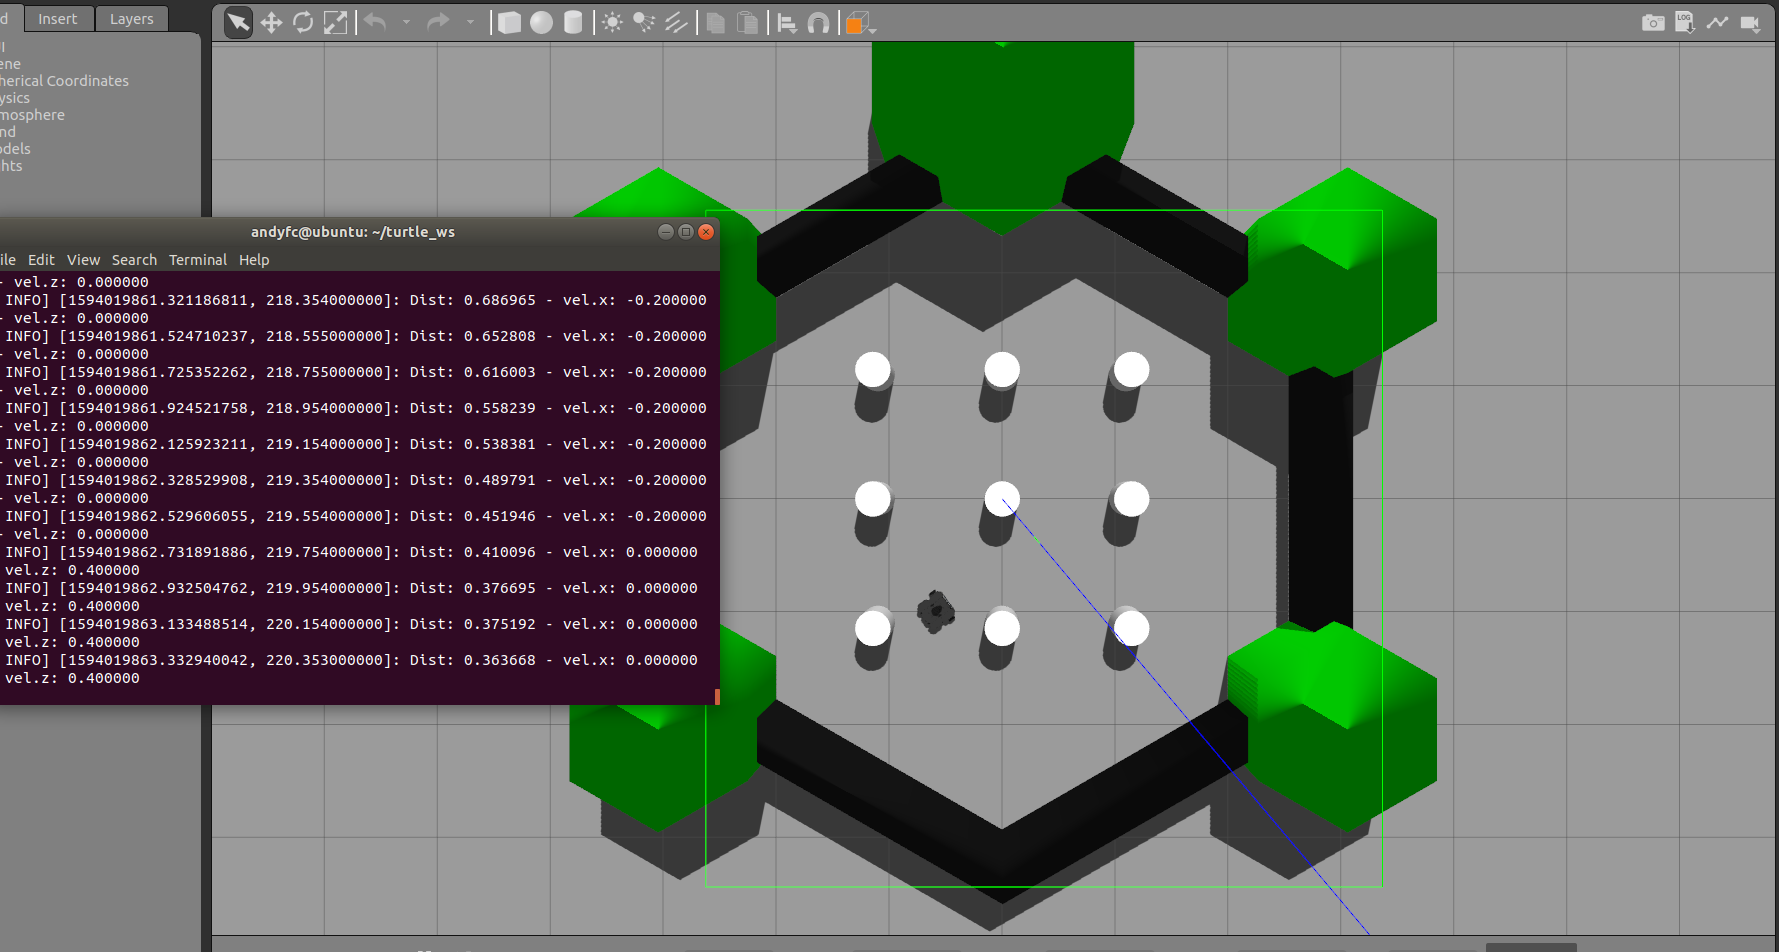 d Insert Layers
LOG
I
ene
herical Coordinates
ysics
mosphere
nd
odels
hts
andyfc@ubuntu: ~/turtle_ws
ile Edit View Search Terminal Help
- vel.z: 0.000000
INFO] [1594019861.321186811, 218.354000000]: Dist: 0.686965 - vel.x: -0.200000
- vel.z: 0.000000
INFO] [1594019861.524710237, 218.555000000]: Dist: 0.652808 - vel.x: -0.200000
- vel.z: 0.000000
INFO] [1594019861.725352262, 218.755000000]: Dist: 0.616003 - vel.x: -0.200000
- vel.z: 0.000000
INFO] [1594019861.924521758, 218.954000000]: Dist: 0.558239 - vel.x: -0.200000
- vel.z: 0.000000
INFO] [1594019862.125923211, 219.154000000]: Dist: 0.538381 - vel.x: -0.200000
- vel.z: 0.000000
INFO] [1594019862.328529908, 219.354000000]: Dist: 0.489791 - vel.x: -0.200000
- vel.z: 0.000000
INFO] [1594019862.529606055, 219.554000000]: Dist: 0.451946 - vel.x: -0.200000
- vel.z: 0.000000
INFO] [1594019862.731891886, 219.754000000]: Dist: 0.410096 - vel.x: 0.000000
vel.z: 0.400000
INFO] [1594019862.932504762, 219.954000000]: Dist: 0.376695 - vel.x: 0.000000
vel.z: 0.400000
INFO] [1594019863.133488514, 220.154000000]: Dist: 0.375192 - vel.x: 0.000000
vel.z: 0.400000
INFO] [1594019863.332940042, 220.353000000]: Dist: 0.363668 - vel.x: 0.000000
vel.z: 0.400000